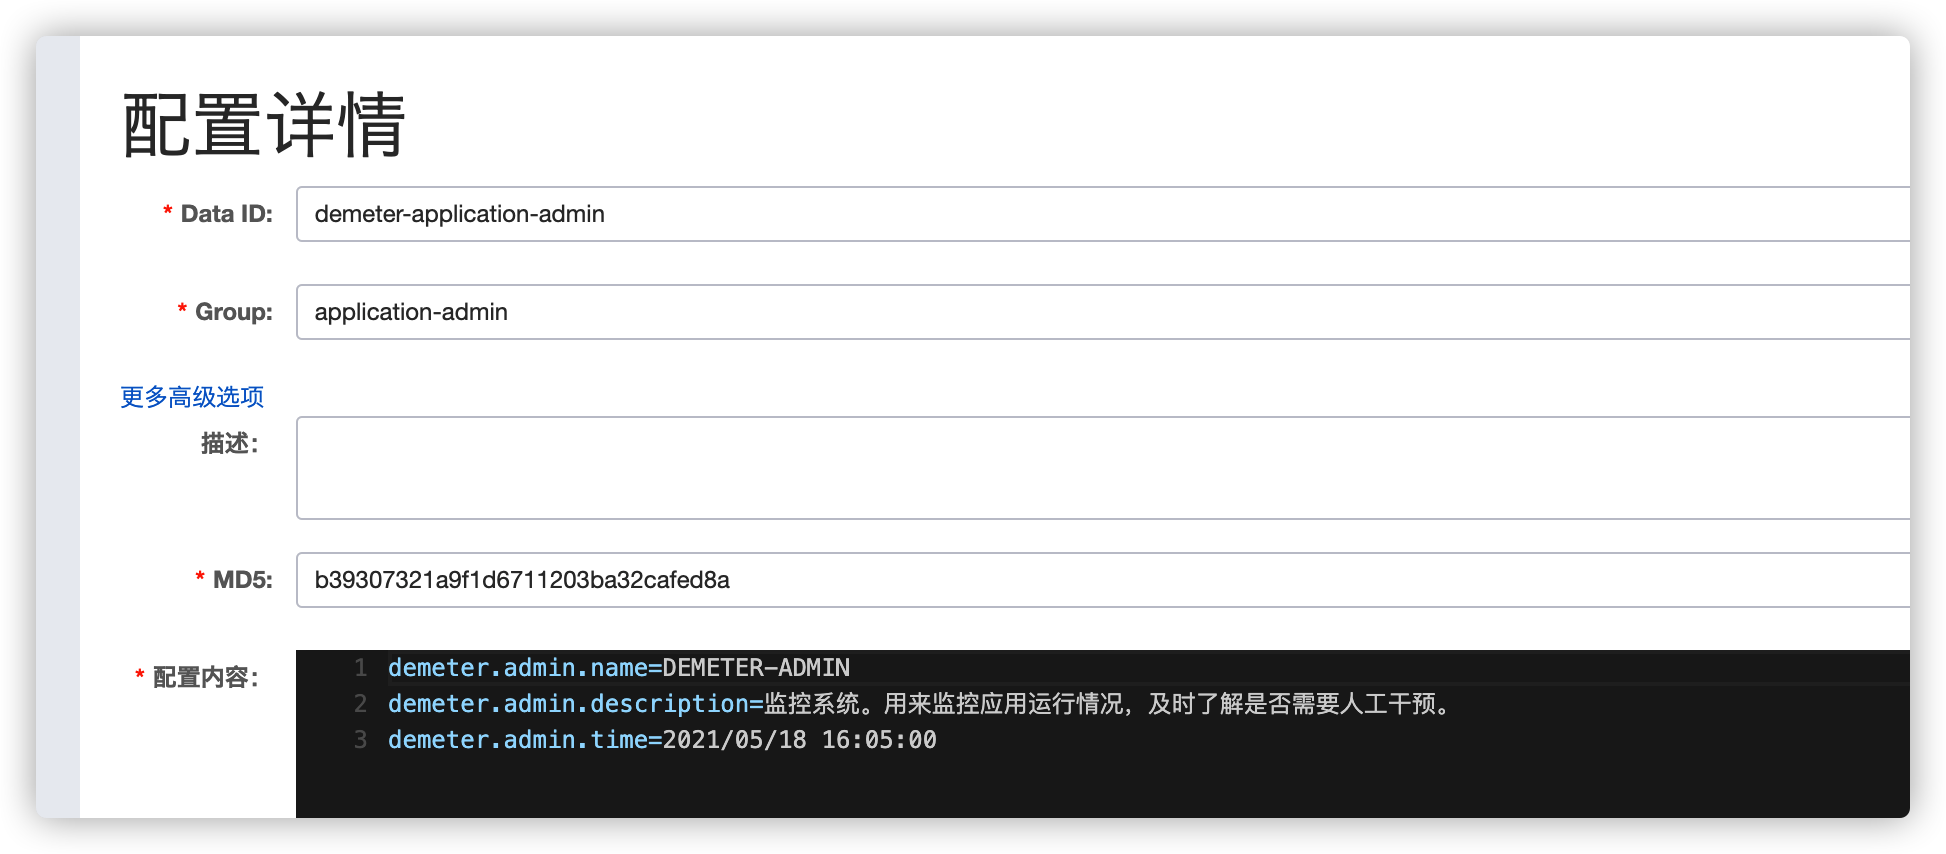 配置详情
* Data ID: demeter-application-admin
* Group: application-admin
更多高级选项
描述：
* MD5: b39307321a9f1d6711203ba32cafed8a
* 配置内容：
1 demeter.admin.name=DEMETER-ADMIN
2 demeter.admin.description=监控系统。用来监控应用运行情况，及时了解是否需要人工干预。
3 demeter.admin.time=2021/05/18 16:05:00